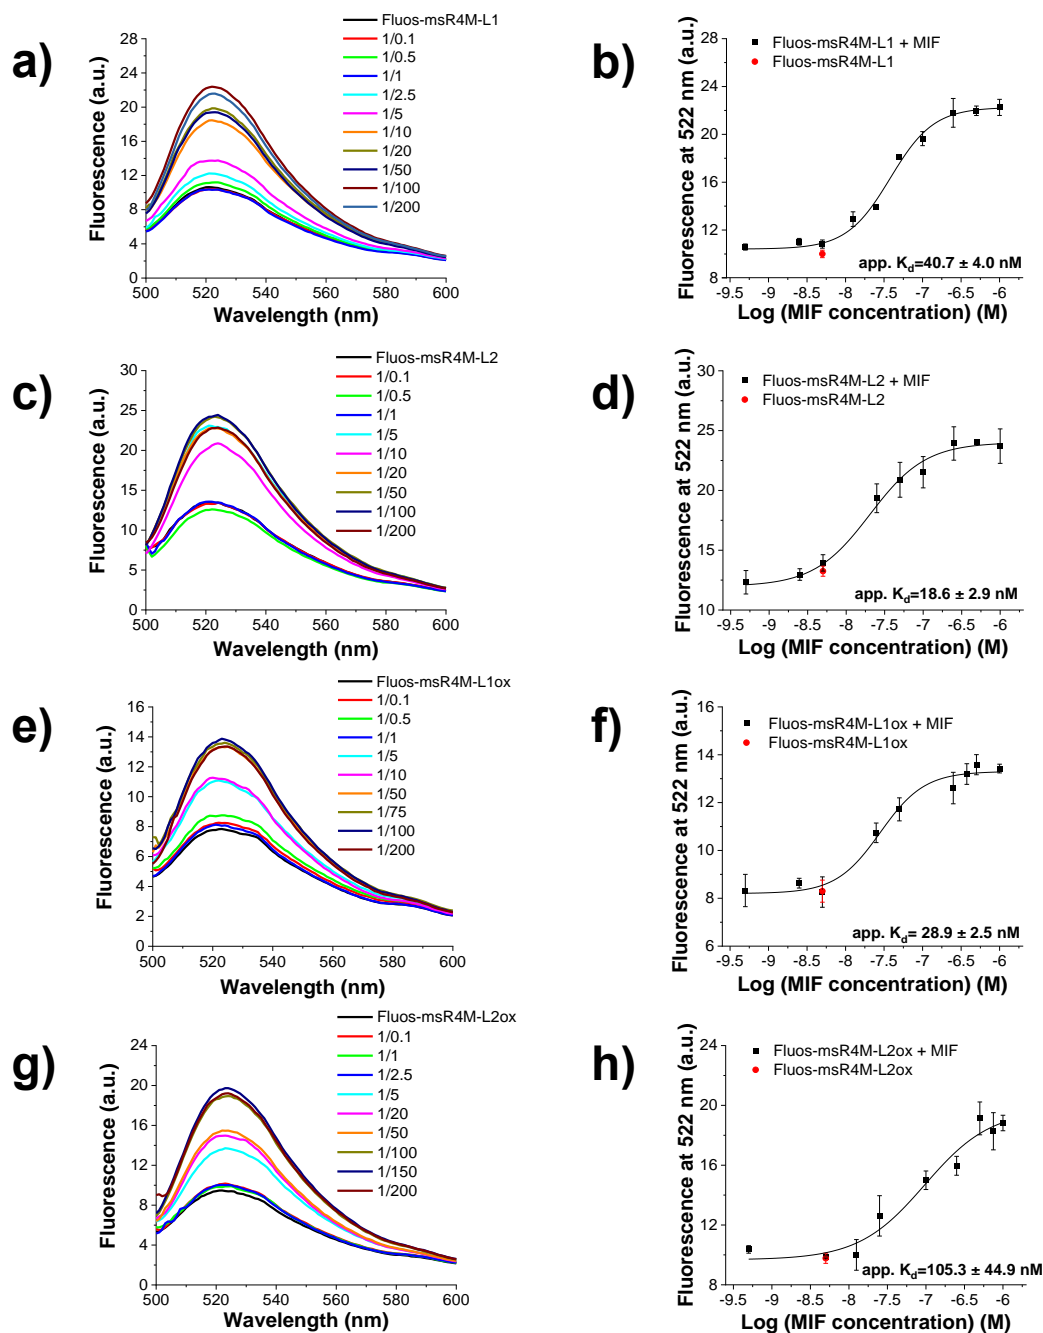 a)
Fluos-msR4M-L1
1/0.1
1/0.5
1/1
1/2.5
1/5
1/10
1/20
1/50
1/100
1/200
28
24
20
16
12
8
4
0
Fluorescence (a.u.)
500 520 540 560 580 600
Wavelength (nm)
b)
Fluos-msR4M-L1 + MIF
Fluos-msR4M-L1
26
22
18
14
10
8
Fluorescence at 522 nm (a.u.)
app. Kd=40.7 ± 4.0 nM
-9.5 -9 -8.5 -8 -7.5 -7 -6.5 -6
Log (MIF concentration) (M)
c)
Fluos-msR4M-L2
1/0.1
1/0.5
1/1
1/5
1/10
1/20
1/50
1/100
1/200
30
25
20
15
10
5
0
Fluorescence (a.u.)
500 520 540 560 580 600
Wavelength (nm)
d)
Fluos-msR4M-L2 + MIF
Fluos-msR4M-L2
30
25
20
15
10
Fluorescence at 522 nm (a.u.)
app. Kd=18.6 ± 2.9 nM
-9.5 -9 -8.5 -8 -7.5 -7 -6.5 -6
Log (MIF concentration) (M)
e)
Fluos-msR4M-L1ox
1/0.1
1/0.5
1/1
1/5
1/10
1/50
1/75
1/100
1/200
16
14
12
10
8
6
4
2
0
Fluorescence (a.u.)
500 520 540 560 580 600
Wavelength (nm)
f)
Fluos-msR4M-L1ox + MIF
Fluos-msR4M-L1ox
16
14
12
10
8
6
Fluorescence at 522 nm (a.u.)
app. Kd= 28.9 ± 2.5 nM
-9.5 -9 -8.5 -8 -7.5 -7 -6.5 -6
Log (MIF concentration) (M)
g)
Fluos-msR4M-L2ox
1/0.1
1/1
1/2.5
1/5
1/20
1/50
1/100
1/150
1/200
24
20
16
12
8
4
0
Fluorescence (a.u.)
500 520 540 560 580 600
Wavelength (nm)
h)
Fluos-msR4M-L2ox + MIF
Fluos-msR4M-L2ox
24
20
16
12
8
Fluorescence at 522 nm (a.u.)
app. Kd=105.3 ± 44.9 nM
-9.5 -9 -8.5 -8 -7.5 -7 -6.5 -6
Log (MIF concentration) (M)